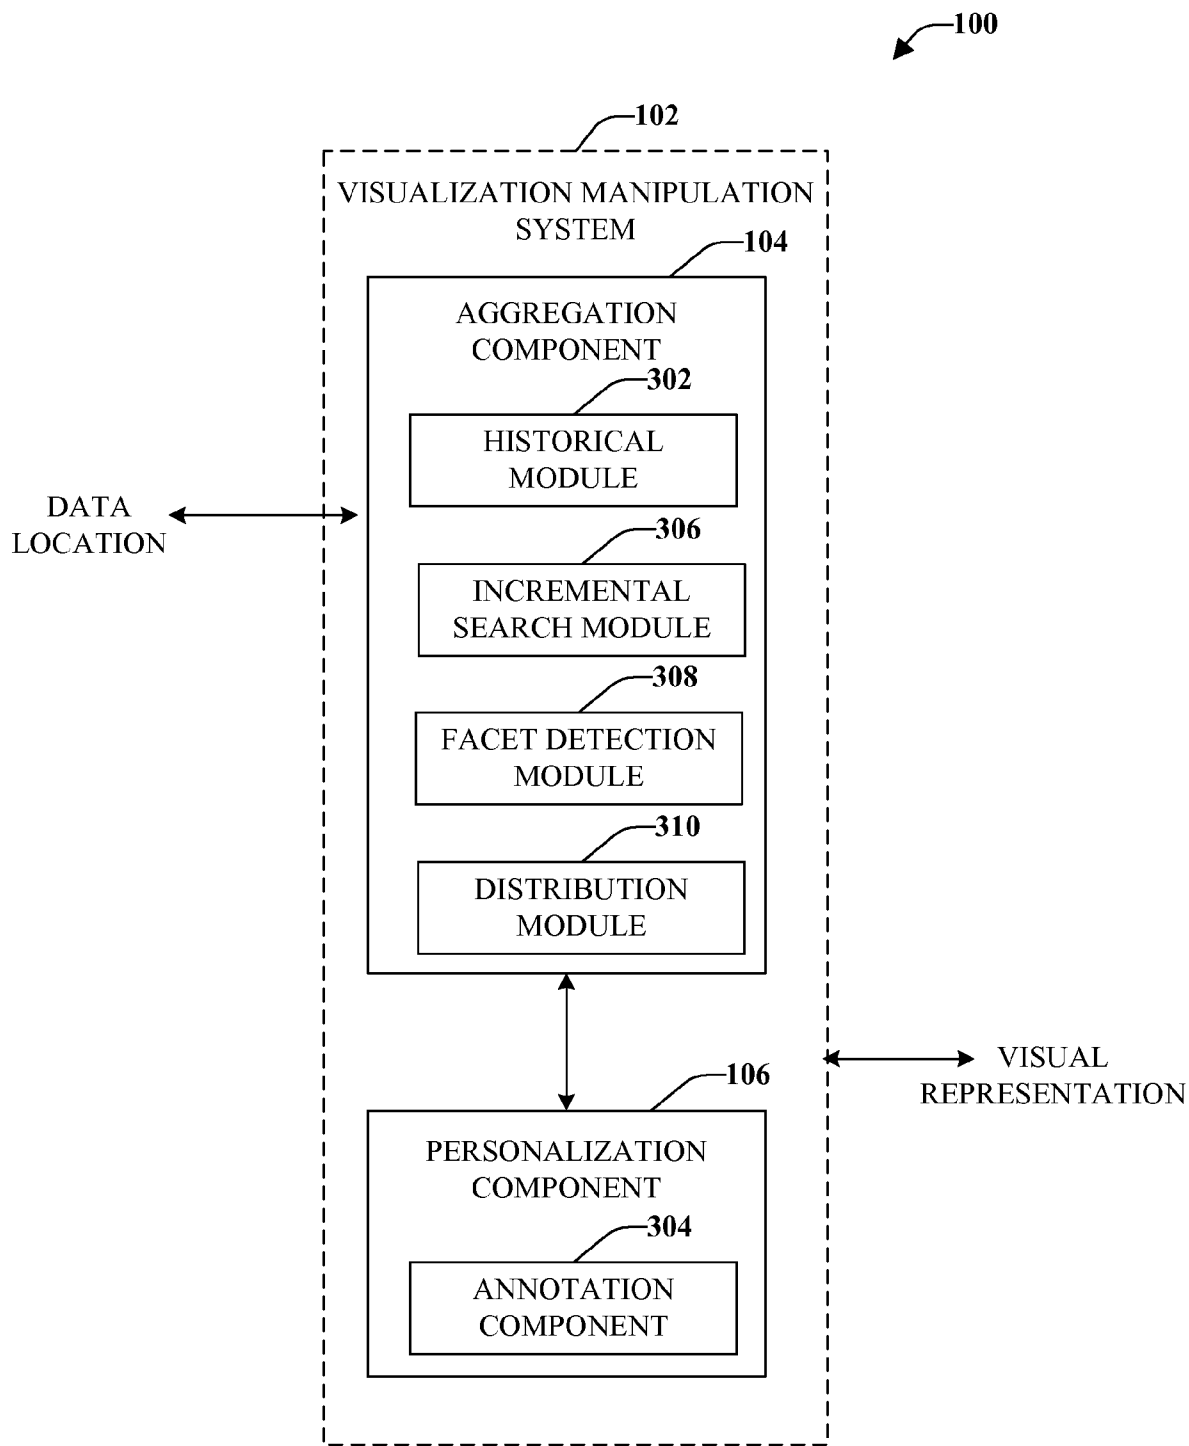 100
102
VISUALIZATION MANIPULATION
SYSTEM
104
AGGREGATION
COMPONENT
302
HISTORICAL
MODULE
DATA
LOCATION
306
INCREMENTAL
SEARCH MODULE
308
FACET DETECTION
MODULE
310
DISTRIBUTION
MODULE
VISUAL
REPRESENTATION
106
PERSONALIZATION
COMPONENT
304
ANNOTATION
COMPONENT